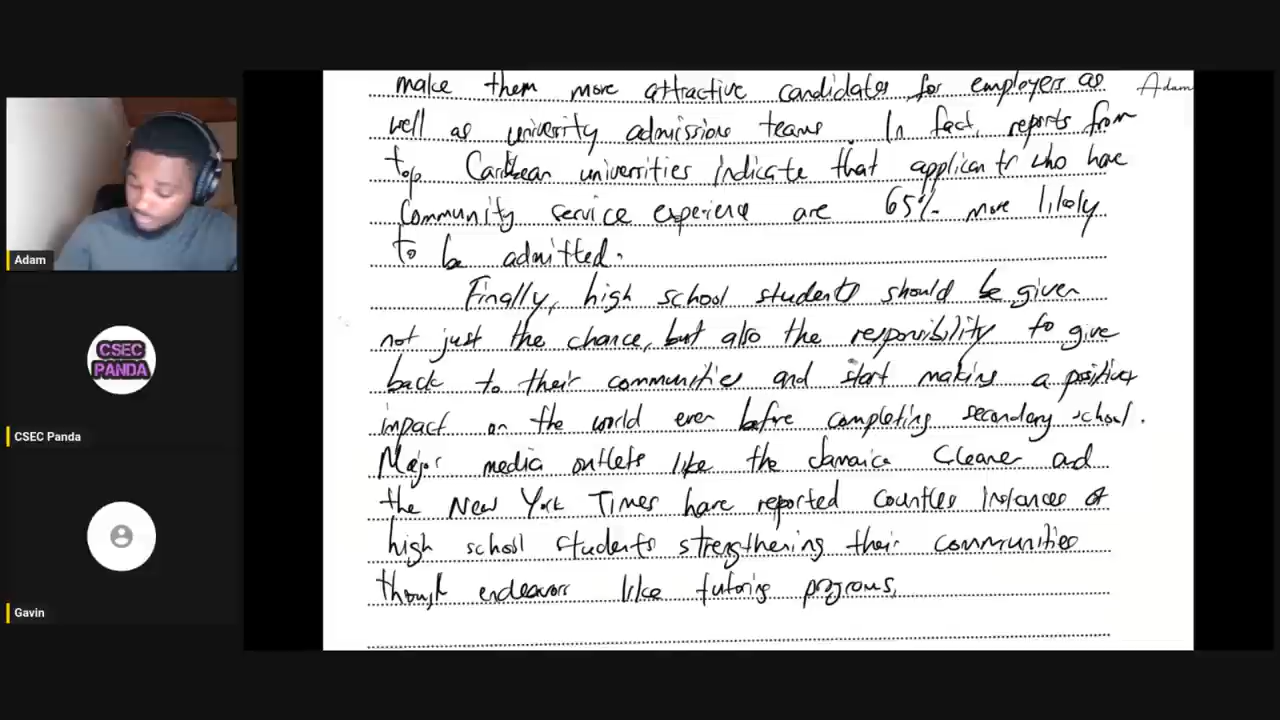 make them more attractive candidates for employers as
Adam
well as univerity admissions teams. In fact, reports from
top Caribbean universities indicate that applicants who have
community service experience are 65% more likely
to be admitted.
Finally, high school students should be given
not just the chance, but also the responsibility to give
back to their communities and start making a positive
impact on the world even before completing secondary school.
Major media outlets like the Jamaica Gleaner and
the New York Times have reported countless instances of
high school students strengthening their communities
though endeavors like tutoring programs,
Adam
CSEC
PANDA
CSEC Panda
Gavin